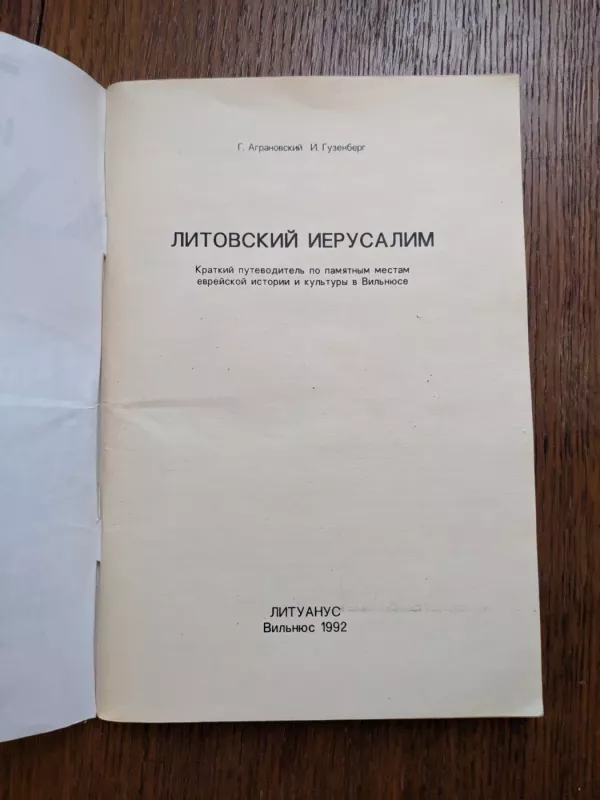 Г. Аграновский И. Гузенберг
ЛИТОВСКИЙ ИЕРУСАЛИМ
Краткий путеводитель по памятным местам
еврейской истории и культуры в Вильнюсе
ЛИТУАНУС
Вильнюс 1992